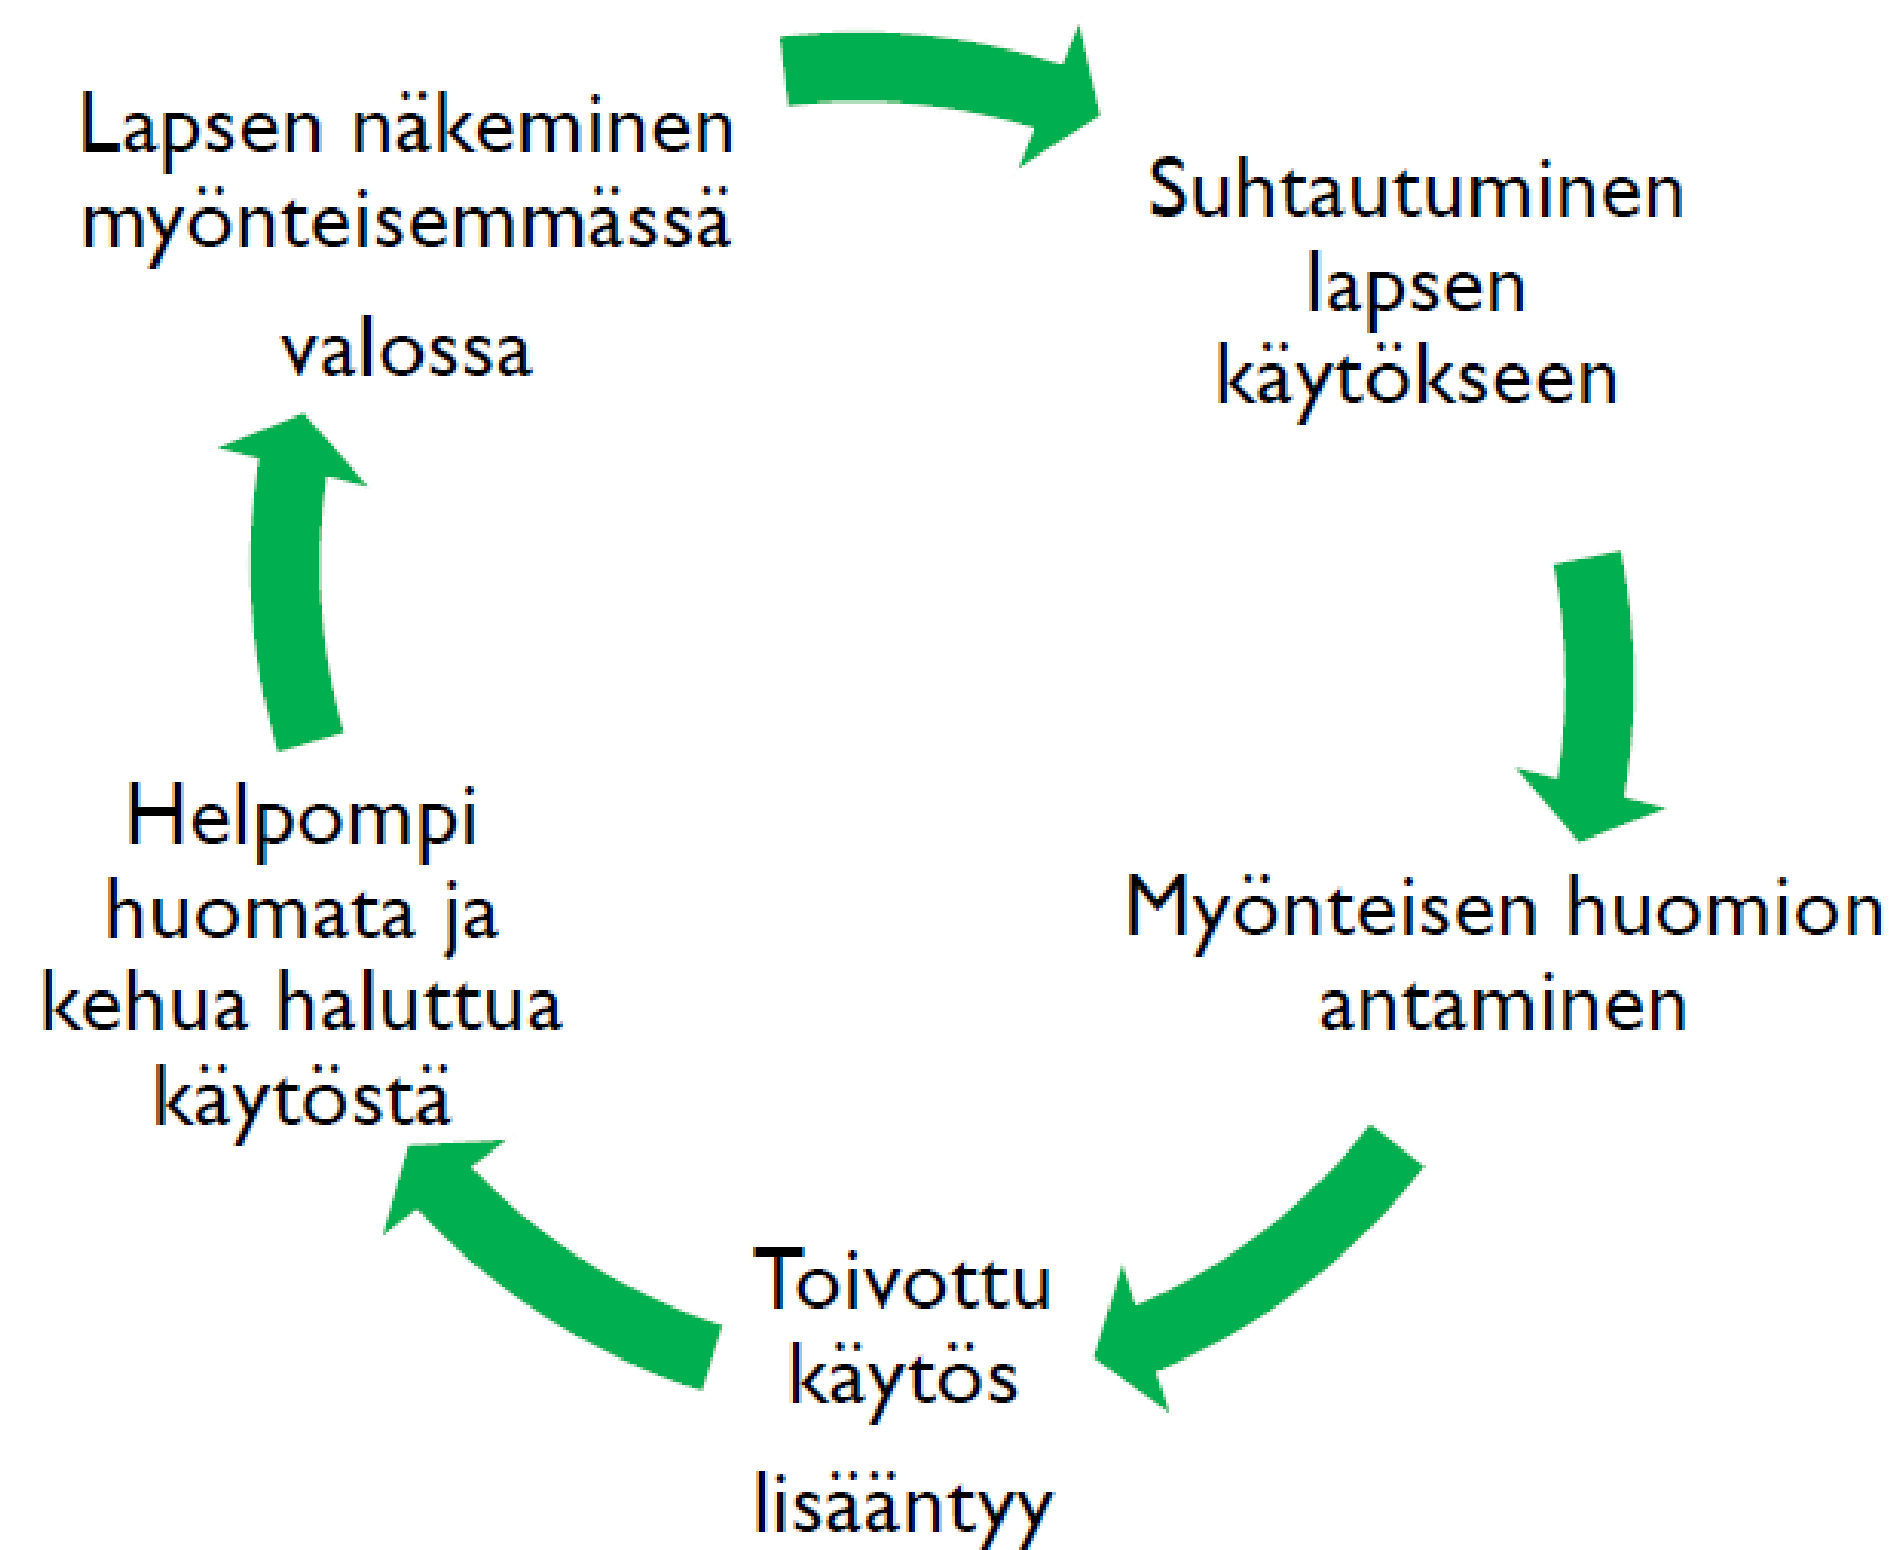 Lapsen näkeminen
myönteisemmässä
valossa
Suhtautuminen
lapsen
käytökseen
Myönteisen huomion
antaminen
Toivottu
käytös
lisääntyy
Helpompi
huomata ja
kehua haluttua
käytöstä